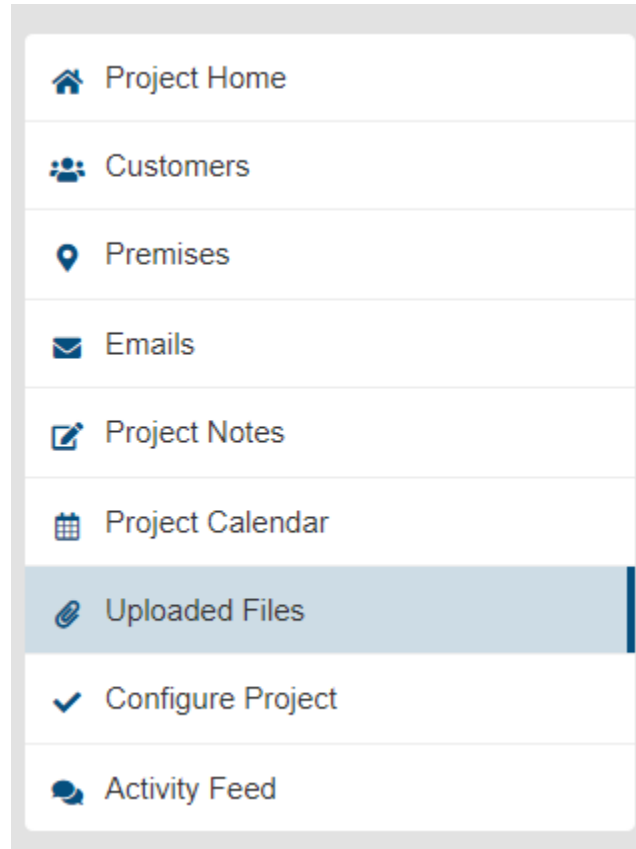 Project Home
Customers
Premises
Emails
Project Notes
Project Calendar
Uploaded Files
Configure Project
Activity Feed